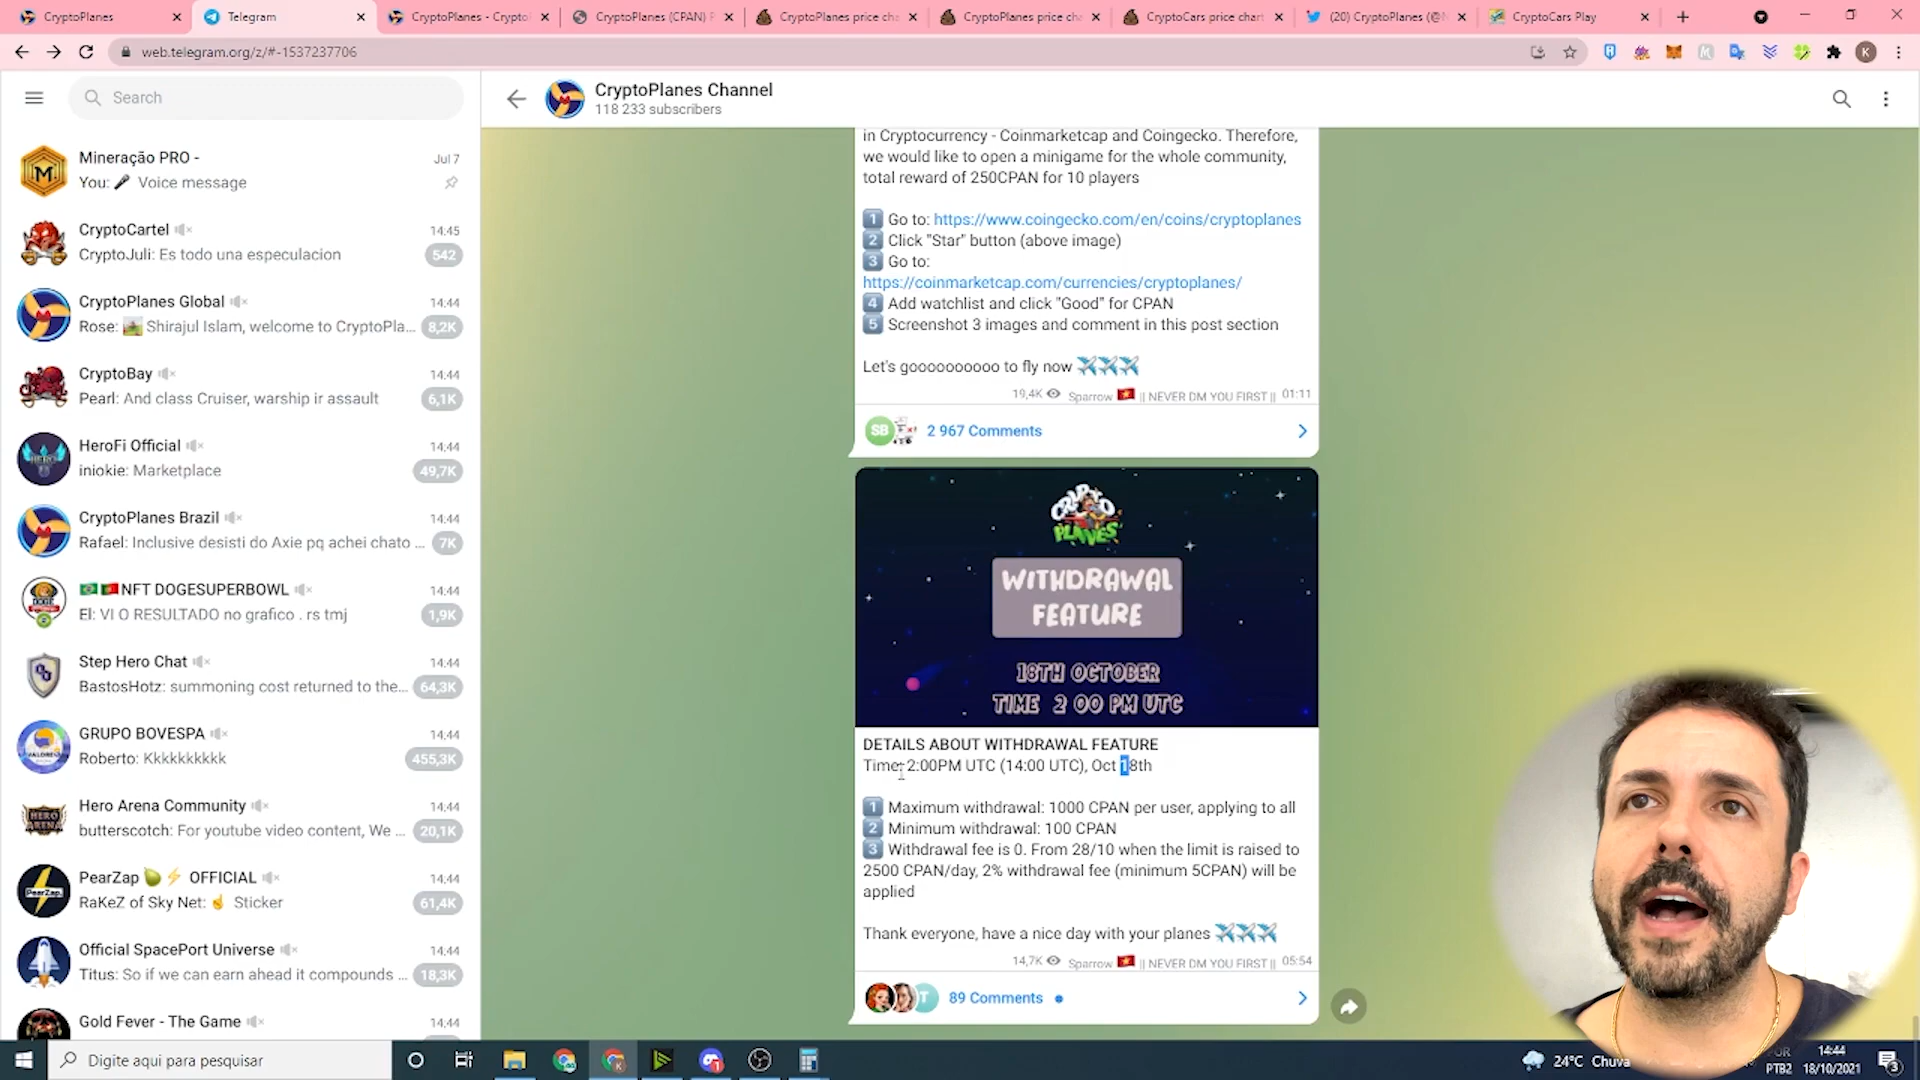 CryptoPlanes
Telegram
CryptoPlanes - Crypto
CryptoPlanes (CPAN) P
CryptoPlanes price cha
CryptoPlanes price cha
CryptoCars price chart
(20) CryptoPlanes (@N
CryptoCars Play
web.telegram.org/z/#-1537237706
K
Search
Mineração PRO -
Jul 7
You: 🎤 Voice message
CryptoCartel
14:45
CryptoJuli: Es todo una especulacion
542
CryptoPlanes Global
14:44
Rose: Shirajul Islam, welcome to CryptoPla...
8,2K
CryptoBay
14:44
Pearl: And class Cruiser, warship ir assault
6,1K
HeroFi Official
14:44
iniokie: Marketplace
49,7K
CryptoPlanes Brazil
14:44
Rafael: Inclusive desisti do Axie pq achei chato ...
7K
🇧🇷🇵🇹NFT DOGESUPERBOWL
14:44
El: VI O RESULTADO no grafico . rs tmj
1,9K
Step Hero Chat
14:44
BastosHotz: summoning cost returned to the...
64,3K
GRUPO BOVESPA
14:44
Roberto: Kkkkkkkkkk
455,3K
Hero Arena Community
14:44
butterscotch: For youtube video content, We ...
20,1K
PearZap 🍐⚡ OFFICIAL
14:44
RaKeZ of Sky Net: ☝ Sticker
61,4K
Official SpacePort Universe
14:44
Titus: So if we can earn ahead it compounds ...
18,3K
Gold Fever - The Game
14:44
CryptoPlanes Channel
118 233 subscribers
in Cryptocurrency - Coinmarketcap and Coingecko. Therefore,
we would like to open a minigame for the whole community,
total reward of 250CPAN for 10 players
1 Go to: https://www.coingecko.com/en/coins/cryptoplanes
2 Click "Star" button (above image)
3 Go to:
https://coinmarketcap.com/currencies/cryptoplanes/
4 Add watchlist and click "Good" for CPAN
5 Screenshot 3 images and comment in this post section
Let's goooooooooo to fly now ✈✈✈
19,4K Sparrow 🇻🇳 || NEVER DM YOU FIRST || 01:11
SB 2 967 Comments
CRYPTO
PLANES
WITHDRAWAL
FEATURE
18TH OCTOBER
TIME 2 00 PM UTC
DETAILS ABOUT WITHDRAWAL FEATURE
Time: 2:00PM UTC (14:00 UTC), Oct 18th
1 Maximum withdrawal: 1000 CPAN per user, applying to all
2 Minimum withdrawal: 100 CPAN
3 Withdrawal fee is 0. From 28/10 when the limit is raised to
2500 CPAN/day, 2% withdrawal fee (minimum 5CPAN) will be
applied
Thank everyone, have a nice day with your planes ✈✈✈
14,7K Sparrow 🇻🇳 || NEVER DM YOU FIRST || 05:54
T 89 Comments
Digite aqui para pesquisar
24°C Chuva
POR
PTB2
14:44
18/10/2021
3